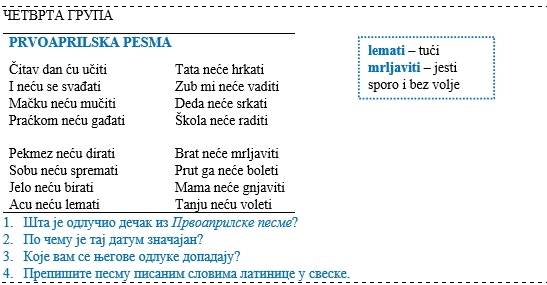 ЧЕТВРТА ГРУПА
PRVOAPRILSKA PESMA
Čitav dan ću učiti
I neću se svađati
Mačku neću mučiti
Praćkom neću gađati
Pekmez neću dirati
Sobu neću spremati
Jelo neću birati
Acu neću lemati
Tata neće hrkati
Zub mi neće vaditi
Deda neće srkati
Škola neće raditi
Brat neće mrljaviti
Prut ga neće boleti
Mama neće gnjaviti
Tanju neću voleti
lemati – tući
mrljaviti – jesti
sporo i bez volje
1. Шта је одлучио дечак из Првоаприлске песме?
2. По чему је тај датум значајан?
3. Које вам се његове одлуке допадају?
4. Препишите песму писаним словима латинице у свеске.